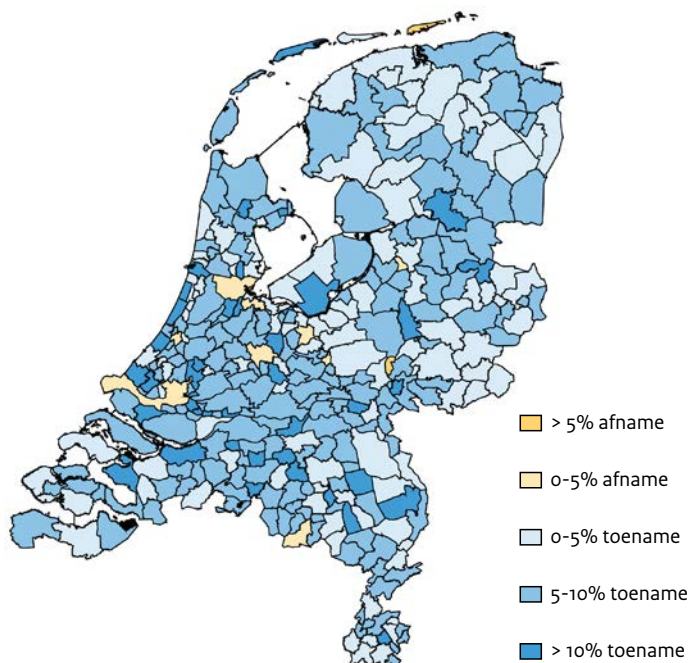 > 5% afname
0-5% afname
0-5% toename
5-10% toename
> 10% toename